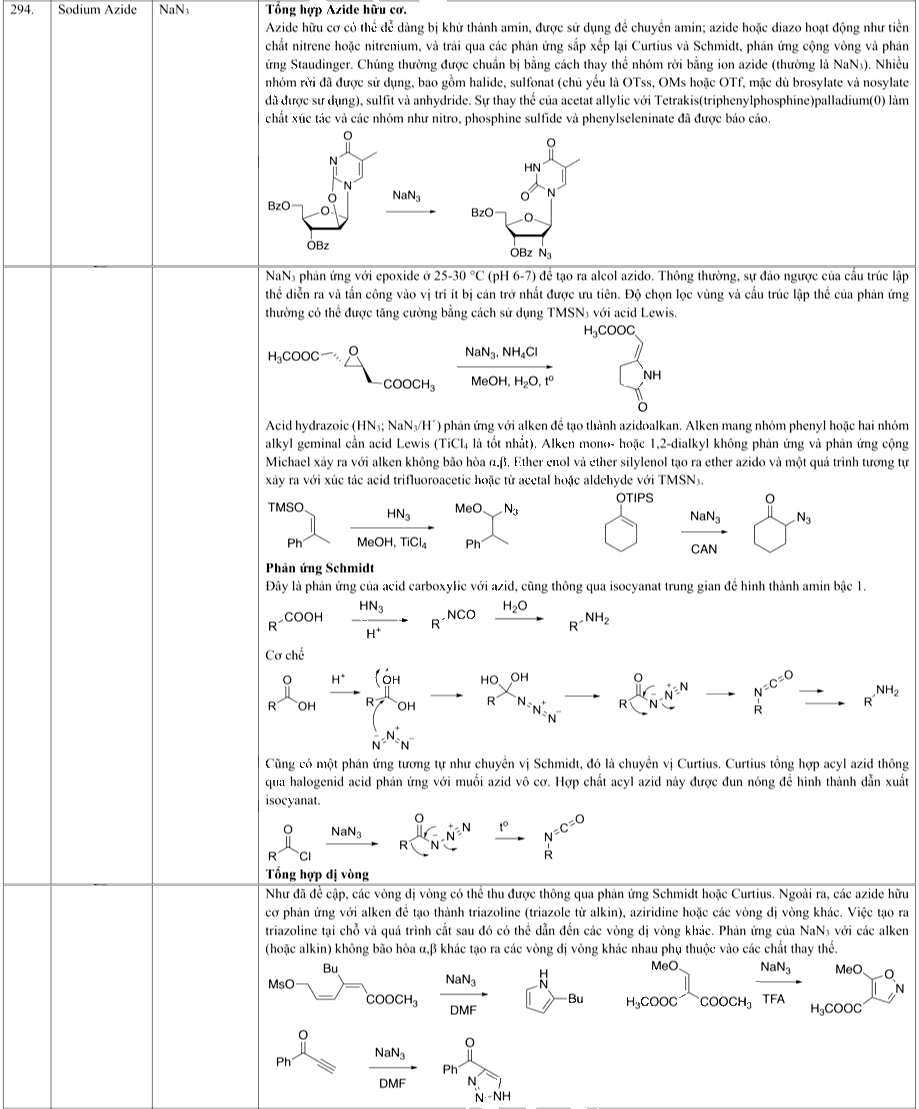 294. Sodium Azide NaN₃ Tổng hợp Azide hữu cơ.
Azide hữu cơ có thể dễ dàng bị khử thành amin, được sử dụng để chuyển amin; azide hoặc diazo hoạt động như tiền
chất nitrene hoặc nitrenium, và trải qua các phản ứng sắp xếp lại Curtius và Schmidt, phản ứng cộng vòng và phản
ứng Staudinger. Chúng thường được chuẩn bị bằng cách thay thế nhóm rời bằng ion azide (thường là NaN₃). Nhiều
nhóm rời đã được sử dụng, bao gồm halide, sulfonat (chủ yếu là OTss, OMs hoặc OTf, mặc dù brosylate và nosylate
đã được sư dụng), sulfit và anhydride. Sự thay thế của acetat allylic với Tetrakis(triphenylphosphine)palladium(0) làm
chất xúc tác và các nhóm như nitro, phosphine sulfide và phenylseleninate đã được báo cáo.
O N N O BzO O OBz
NaN₃
O HN O N BzO O OBz N₃
NaN₃ phản ứng với epoxide ở 25-30 °C (pH 6-7) để tạo ra alcol azido. Thông thường, sự đảo ngược của cấu trúc lập
thể diễn ra và tấn công vào vị trí ít bị cản trở nhất được ưu tiên. Độ chọn lọc vùng và cấu trúc lập thể của phản ứng
thường có thể được tăng cường bằng cách sử dụng TMSN₃ với acid Lewis.
H₃COOC O COOCH₃
NaN₃, NH₄Cl
MeOH, H₂O, tº
H₃COOC NH O
Acid hydrazoic (HN₃; NaN₃/H⁺) phản ứng với alken để tạo thành azidoalkan. Alken mang nhóm phenyl hoặc hai nhóm
alkyl geminal cần acid Lewis (TiCl₄ là tốt nhất). Alken mono- hoặc 1,2-dialkyl không phản ứng và phản ứng cộng
Michael xảy ra với alken không bão hòa α,β. Ether enol và ether silylenol tạo ra ether azido và một quá trình tương tự
xảy ra với xúc tác acid trifluoroacetic hoặc từ acetal hoặc aldehyde với TMSN₃.
TMSO Ph
HN₃
MeOH, TiCl₄
MeO N₃ Ph
OTIPS
NaN₃
CAN
O N₃
Phản ứng Schmidt
Đây là phản ứng của acid carboxylic với azid, cũng thông qua isocyanat trung gian để hình thành amin bậc 1.
R COOH
HN₃
H⁺
R NCO
H₂O
R NH₂
Cơ chế
O R OH
H⁺
OH R OH N N⁺ N⁻
HO OH R N N⁺ N⁻
O R N⁻ N⁺ N
N C O R
R NH₂
Cũng có một phản ứng tương tự như chuyển vị Schmidt, đó là chuyển vị Curtius. Curtius tổng hợp acyl azid thông
qua halogenid acid phản ứng với muối azid vô cơ. Hợp chất acyl azid này được đun nóng để hình thành dẫn xuất
isocyanat.
O R Cl
NaN₃
O R N⁻ N⁺ N
tº
N C O R
Tổng hợp dị vòng
Như đã đề cập, các vòng dị vòng có thể thu được thông qua phản ứng Schmidt hoặc Curtius. Ngoài ra, các azide hữu
cơ phản ứng với alken để tạo thành triazoline (triazole từ alkin), aziridine hoặc các vòng dị vòng khác. Việc tạo ra
triazoline tại chỗ và quá trình cắt sau đó có thể dẫn đến các vòng dị vòng khác. Phản ứng của NaN₃ với các alken
(hoặc alkin) không bão hòa α,β khác tạo ra các vòng dị vòng khác nhau phụ thuộc vào các chất thay thế.
MsO Bu COOCH₃
NaN₃
DMF
H N Bu
MeO H₃COOC COOCH₃
NaN₃
TFA
MeO O N H₃COOC
O Ph
NaN₃
DMF
O Ph N N NH